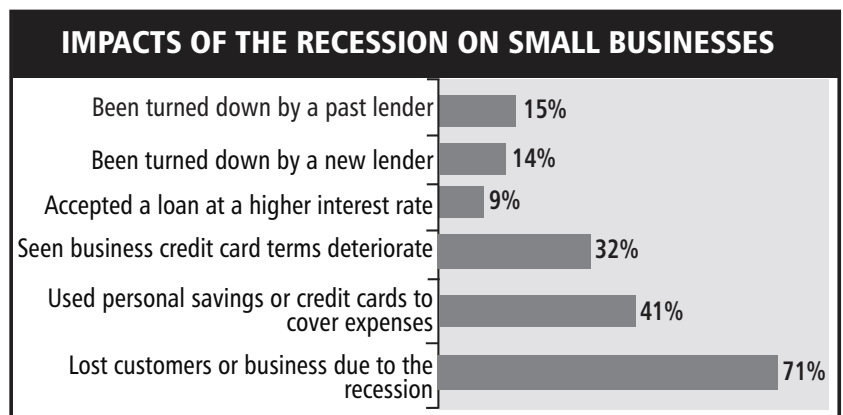 IMPACTS OF THE RECESSION ON SMALL BUSINESSES
Been turned down by a past lender 15%
Been turned down by a new lender 14%
Accepted a loan at a higher interest rate 9%
Seen business credit card terms deteriorate 32%
Used personal savings or credit cards to
cover expenses 41%
Lost customers or business due to the
recession 71%